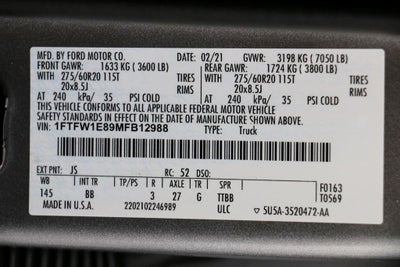 MFD. BY FORD MOTOR CO. 02/21 GVWR: 3198 KG ( 7050 LB)
FRONT GAWR: 1633 KG ( 3600 LB) REAR GAWR: 1724 KG ( 3800 LB)
WITH 275/60R20 115T TIRES WITH 275/60R20 115T TIRES
20x8.5J RIMS 20x8.5J RIMS
AT 240 kPa/ 35 PSI COLD AT 240 kPa/ 35 PSI COLD
THIS VEHICLE CONFORMS TO ALL APPLICABLE FEDERAL MOTOR VEHICLE
SAFETY STANDARDS IN EFFECT ON THE DATE OF MANUFACTURE SHOWN ABOVE.
VIN: 1FTFW1E89MFB12988 TYPE: Truck
EXT PNT: JS RC: 52 DSO:
WB INT TR TP/PS R AXLE TR SPR F0163
145 BB 3 27 G TTBB T0569
MADE IN U.S.A. 2202102246989 ULC 5U5A-3520472-AA